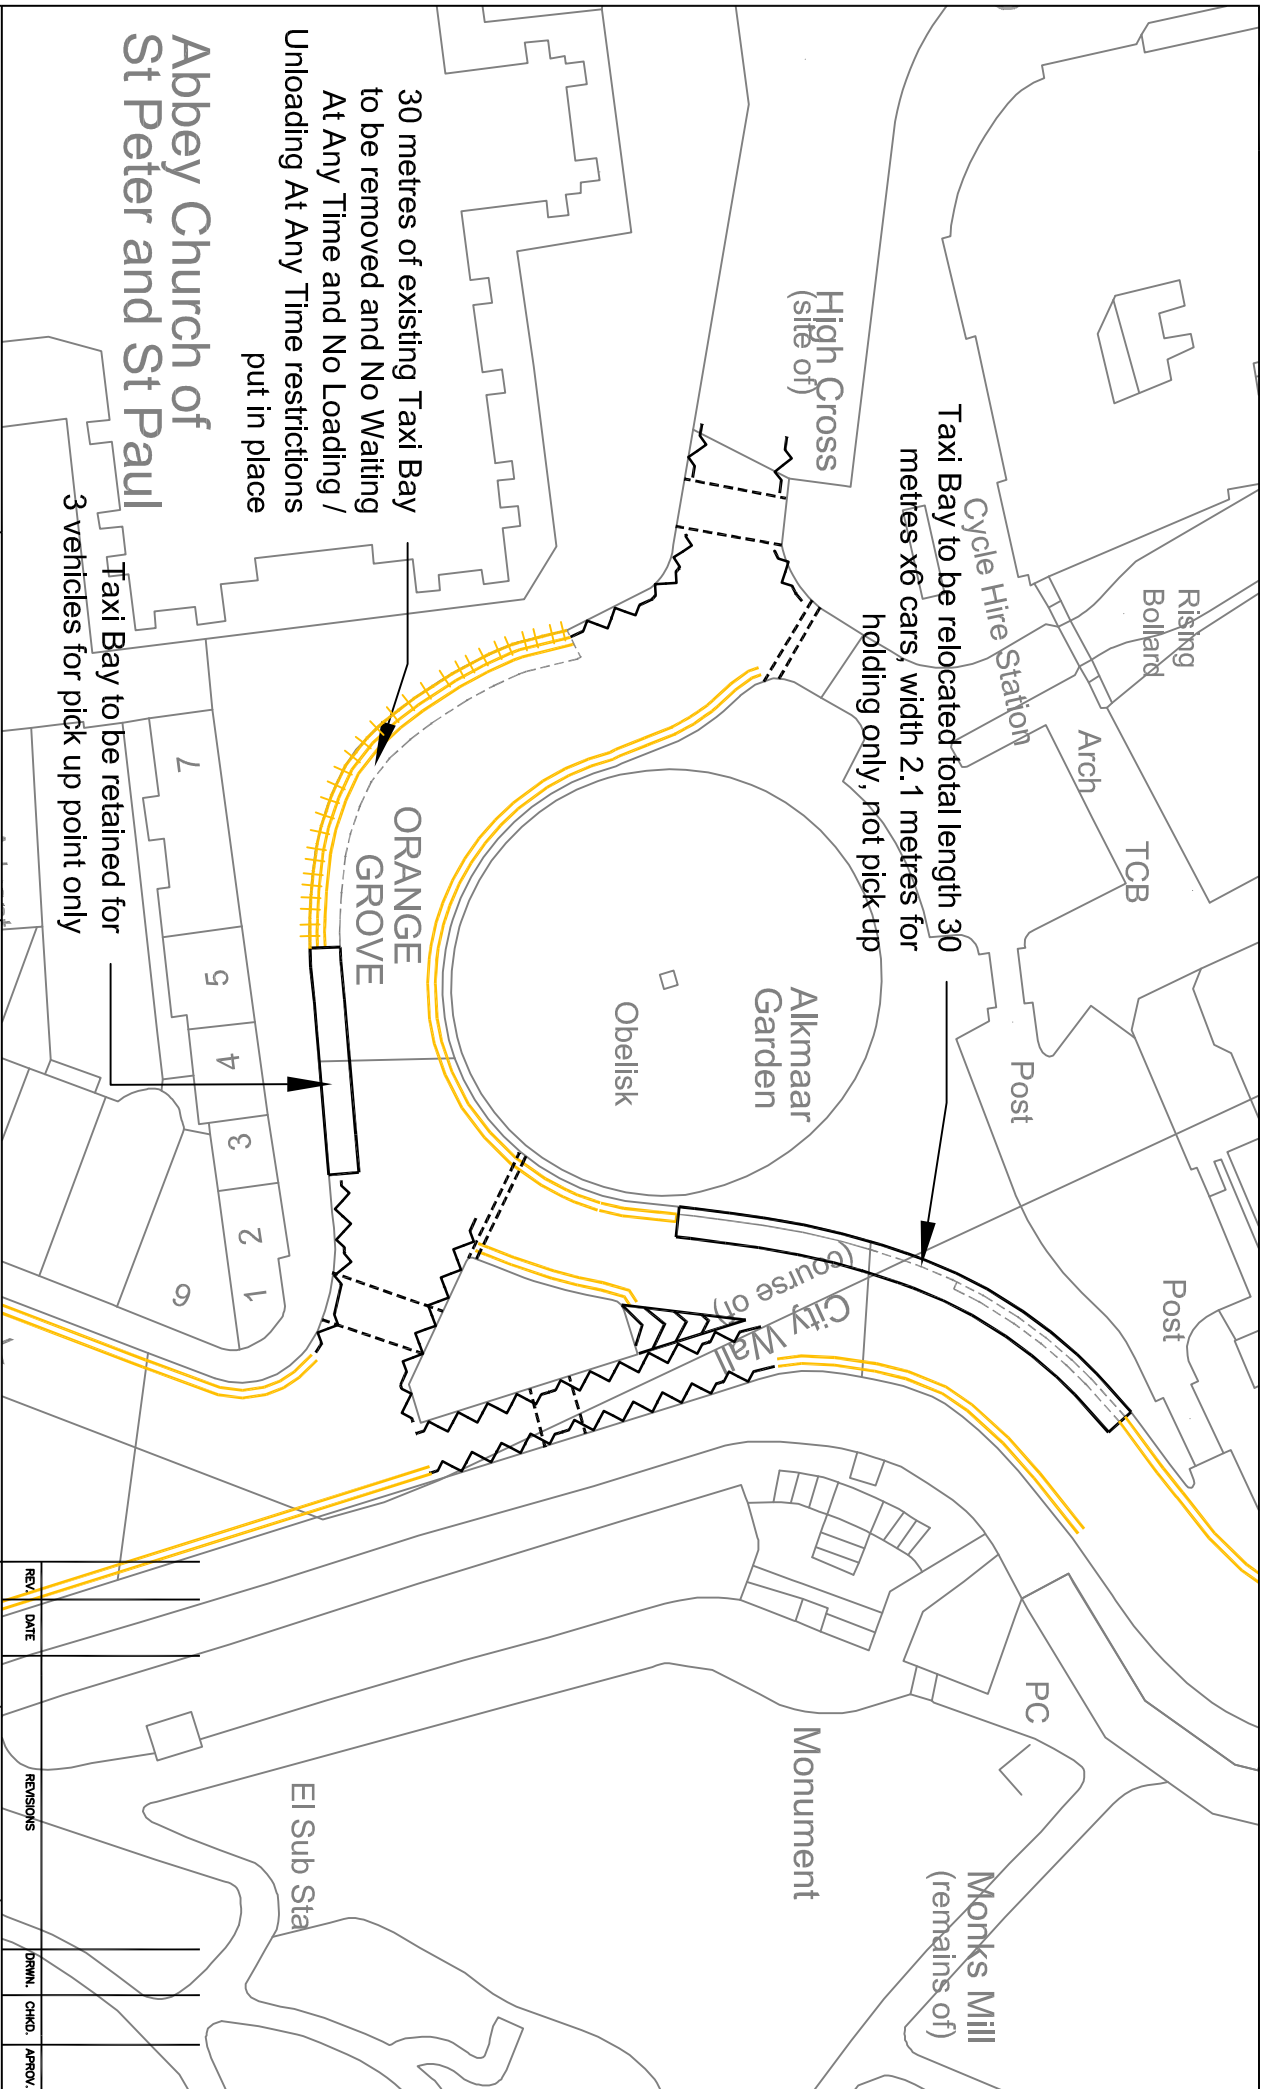 Rising
Bollard
Arch
TCB
Cycle Hire Station
Taxi Bay to be relocated total length 30
metres x6 cars, width 2.1 metres for
holding only, not pick up
High Cross
(site of)
Post
Post
Alkmaar
Garden
Obelisk
City Wall
(course of)
ORANGE
GROVE
30 metres of existing Taxi Bay
to be removed and No Waiting
At Any Time and No Loading /
Unloading At Any Time restrictions
put in place
Abbey Church of
St Peter and St Paul
Taxi Bay to be retained for
3 vehicles for pick up point only
7
5
4
3
2
1
6
PC
Monument
Monks Mill
(remains of)
El Sub Sta
REV. DATE REVISIONS DRWN. CHKD. APROV.